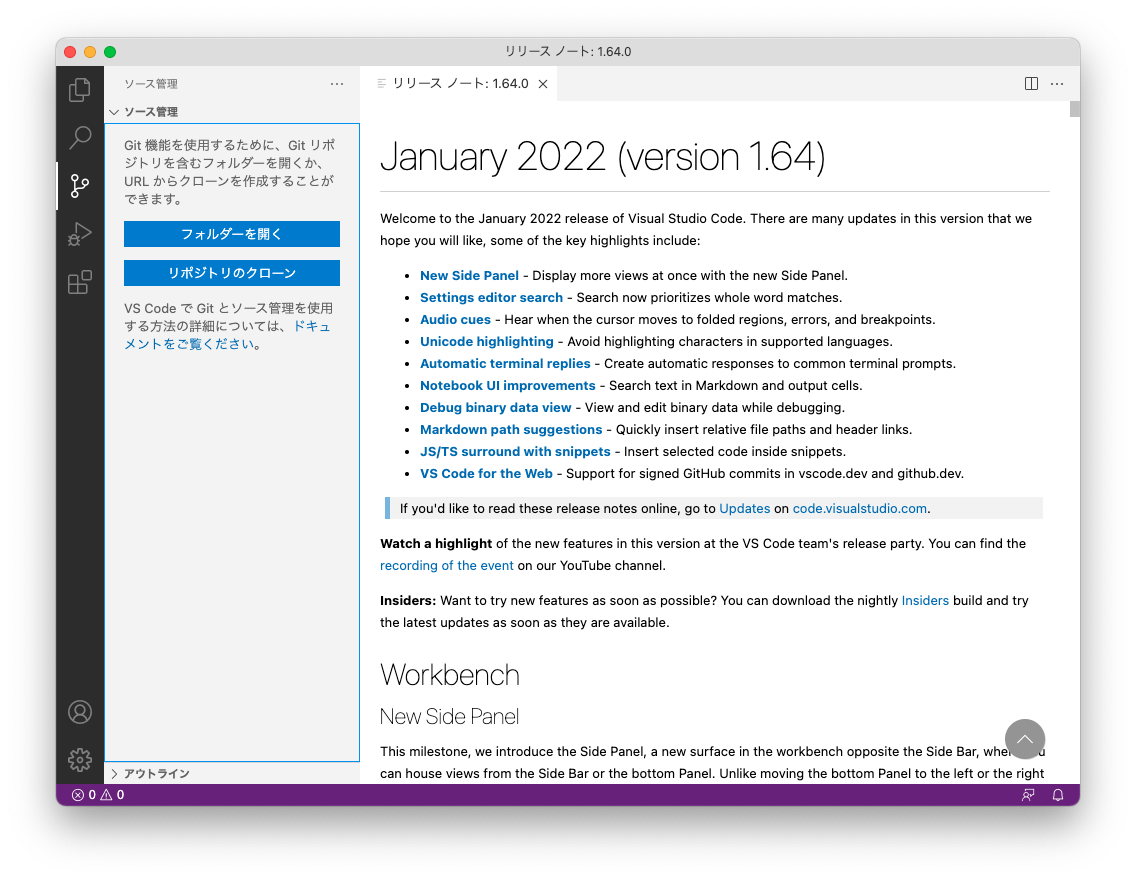 リリース ノート: 1.64.0
ソース管理
ソース管理
Git 機能を使用するために、Git リポ
ジトリを含むフォルダーを開くか、
URL からクローンを作成することが
できます。
フォルダーを開く
リポジトリのクローン
VS Code で Git とソース管理を使用
する方法の詳細については、ドキュ
メントをご覧ください。
アウトライン
リリース ノート: 1.64.0
January 2022 (version 1.64)
Welcome to the January 2022 release of Visual Studio Code. There are many updates in this version that we
hope you will like, some of the key highlights include:
• New Side Panel - Display more views at once with the new Side Panel.
• Settings editor search - Search now prioritizes whole word matches.
• Audio cues - Hear when the cursor moves to folded regions, errors, and breakpoints.
• Unicode highlighting - Avoid highlighting characters in supported languages.
• Automatic terminal replies - Create automatic responses to common terminal prompts.
• Notebook UI improvements - Search text in Markdown and output cells.
• Debug binary data view - View and edit binary data while debugging.
• Markdown path suggestions - Quickly insert relative file paths and header links.
• JS/TS surround with snippets - Insert selected code inside snippets.
• VS Code for the Web - Support for signed GitHub commits in vscode.dev and github.dev.
If you'd like to read these release notes online, go to Updates on code.visualstudio.com.
Watch a highlight of the new features in this version at the VS Code team's release party. You can find the
recording of the event on our YouTube channel.
Insiders: Want to try new features as soon as possible? You can download the nightly Insiders build and try
the latest updates as soon as they are available.
Workbench
New Side Panel
This milestone, we introduce the Side Panel, a new surface in the workbench opposite the Side Bar,
can house views from the Side Bar or the bottom Panel. Unlike moving the bottom Panel to the left or the right
0 0